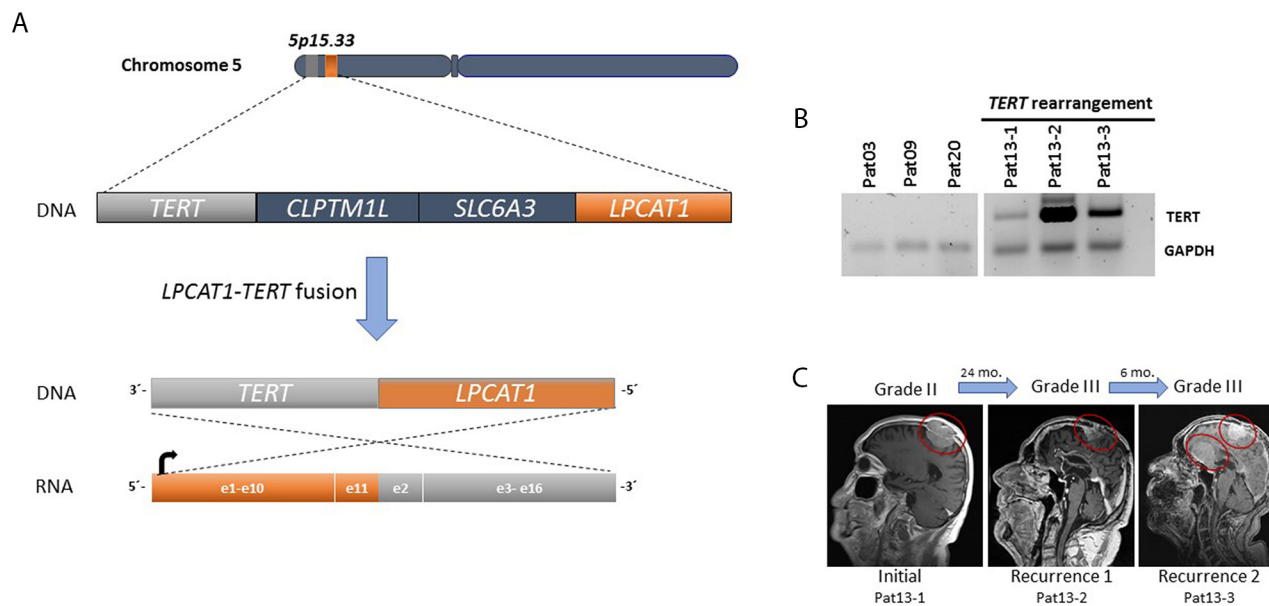 A
5p15.33
Chromosome 5
DNA
TERT
CLPTM1L
SLC6A3
LPCAT1
LPCAT1-TERT fusion
DNA
3´-
TERT
LPCAT1
-5´
RNA
5´-
e1-e10
e11
e2
e3- e16
-3´
B
TERT rearrangement
Pat03
Pat09
Pat20
Pat13-1
Pat13-2
Pat13-3
TERT
GAPDH
C
Grade II
24 mo.
Grade III
6 mo.
Grade III
Initial
Pat13-1
Recurrence 1
Pat13-2
Recurrence 2
Pat13-3